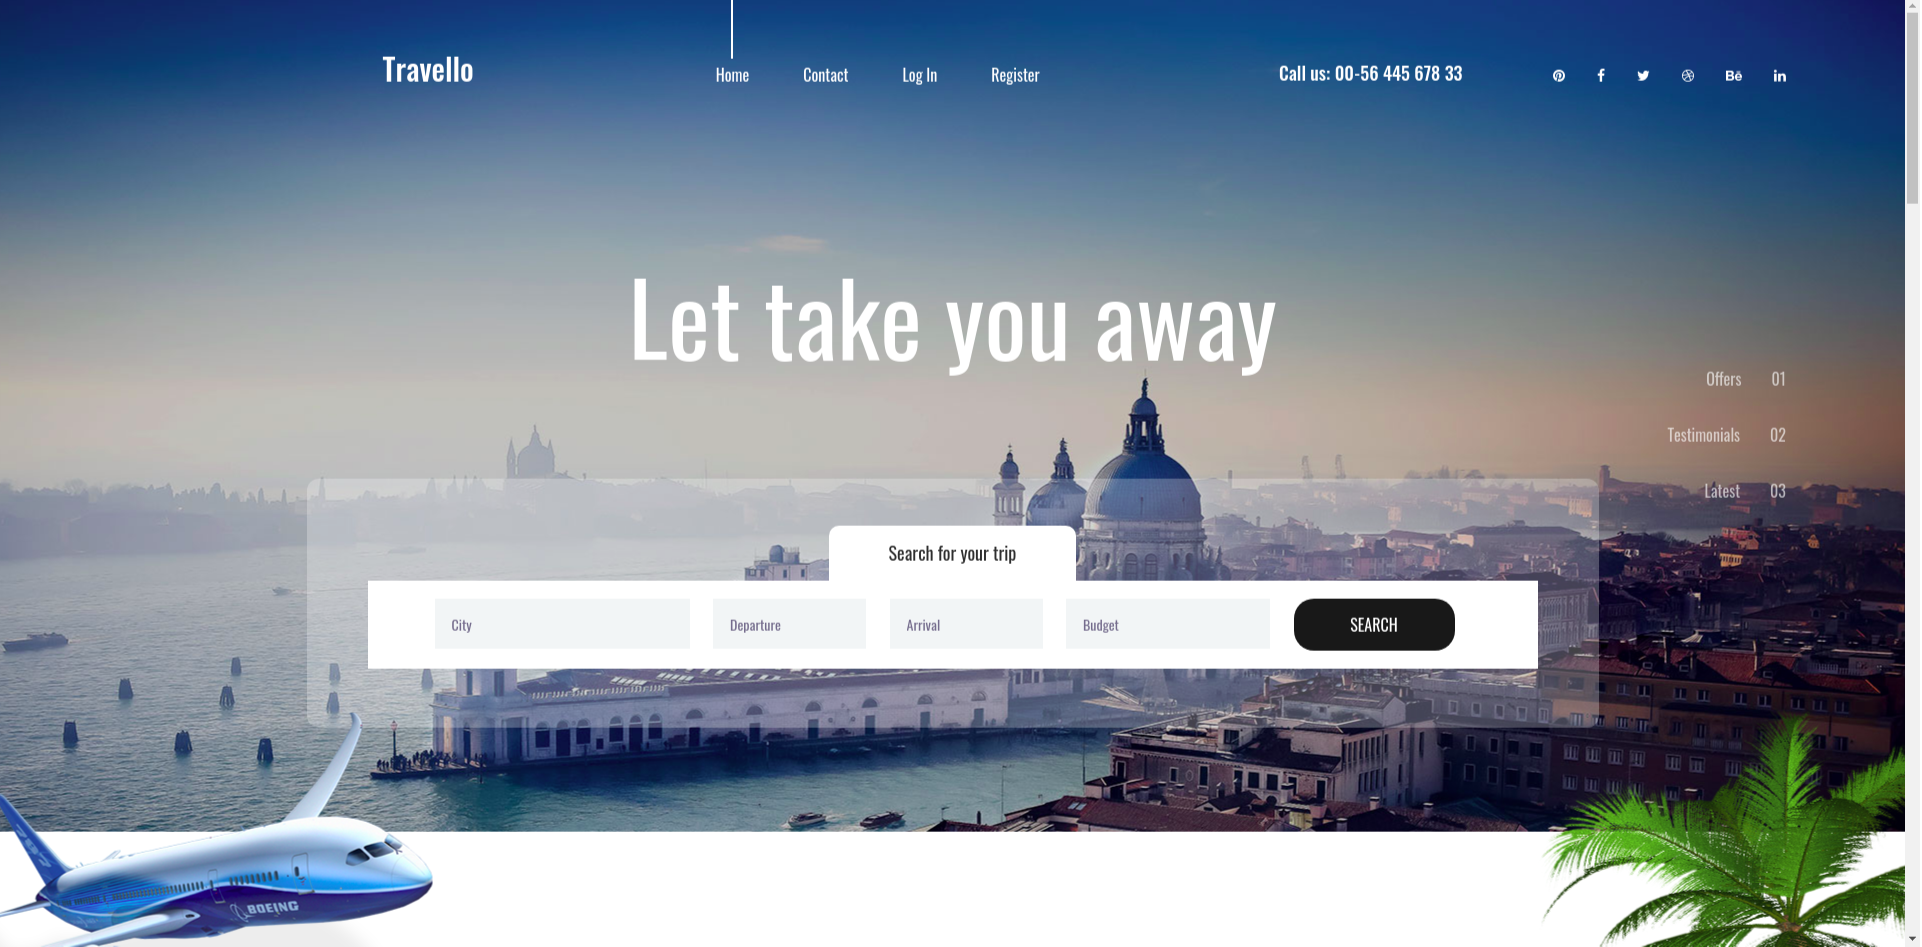 Travello
Home
Contact
Log In
Register
Call us: 00-56 445 678 33
Bē
in
Let take you away
Offers 01
Testimonials 02
Latest 03
Search for your trip
City
Departure
Arrival
Budget
SEARCH
BOEING